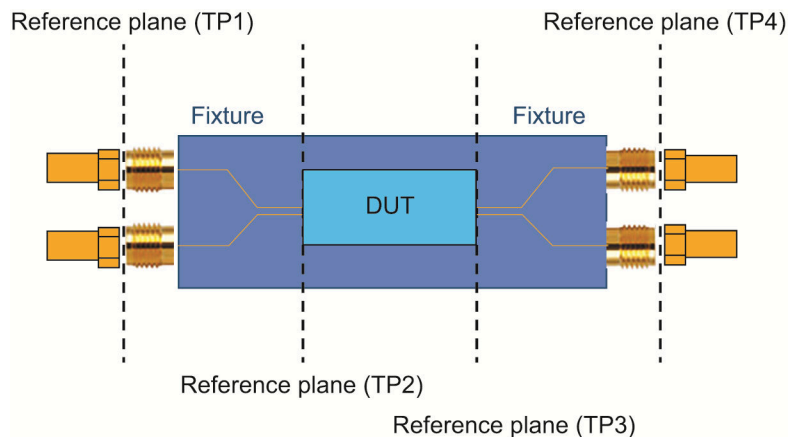 Reference plane (TP1)
Reference plane (TP4)
Fixture
Fixture
DUT
Reference plane (TP2)
Reference plane (TP3)